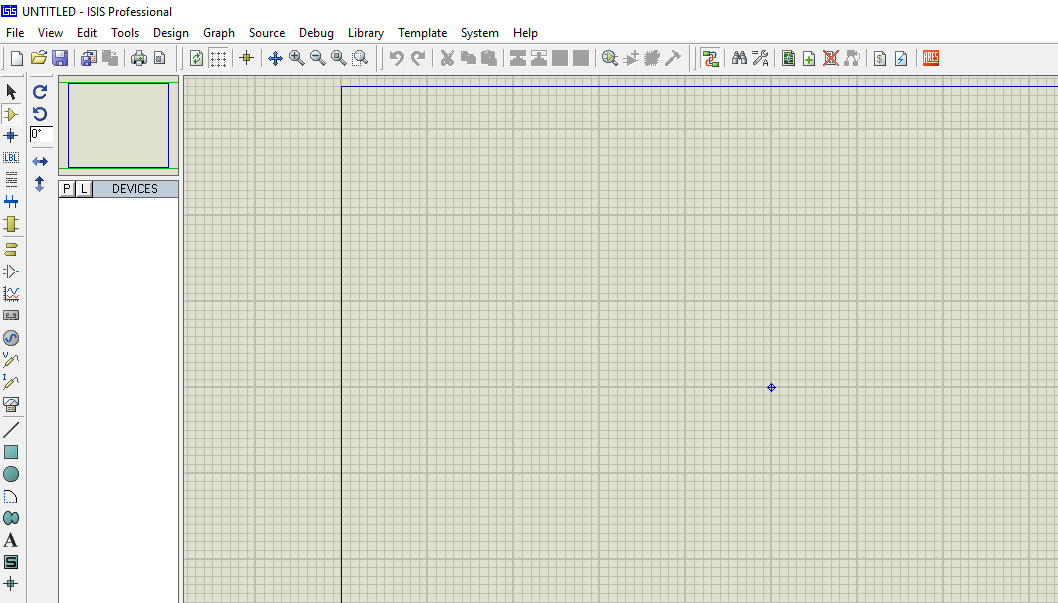 ISIS UNTITLED - ISIS Professional
File View Edit Tools Design Graph Source Debug Library Template System Help
ARES
0°
LBL
P L DEVICES
V
I
A
S